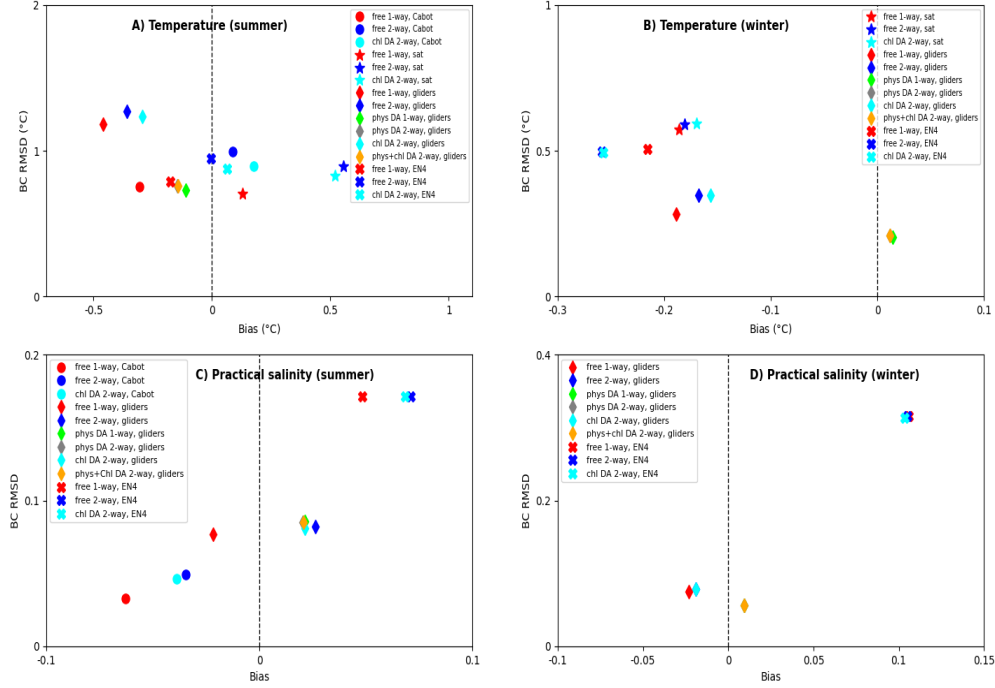 A) Temperature (summer)
BC RMSD (°C)
2
1
0
-0.5
0
0.5
1
Bias (°C)
free 1-way, Cabot
free 2-way, Cabot
chl DA 2-way, Cabot
free 1-way, sat
free 2-way, sat
chl DA 2-way, sat
free 1-way, gliders
free 2-way, gliders
phys DA 1-way, gliders
phys DA 2-way, gliders
chl DA 2-way, gliders
phys+chl DA 2-way, gliders
free 1-way, EN4
free 2-way, EN4
chl DA 2-way, EN4
B) Temperature (winter)
BC RMSD (°C)
1
0.5
0
-0.3
-0.2
-0.1
0
0.1
Bias (°C)
free 1-way, sat
free 2-way, sat
chl DA 2-way, sat
free 1-way, gliders
free 2-way, gliders
phys DA 1-way, gliders
phys DA 2-way, gliders
chl DA 2-way, gliders
phys+chl DA 2-way, gliders
free 1-way, EN4
free 2-way, EN4
chl DA 2-way, EN4
C) Practical salinity (summer)
BC RMSD
0.2
0.1
0
-0.1
0
0.1
Bias
free 1-way, Cabot
free 2-way, Cabot
chl DA 2-way, Cabot
free 1-way, gliders
free 2-way, gliders
phys DA 1-way, gliders
phys DA 2-way, gliders
chl DA 2-way, gliders
phys+Chl DA 2-way, gliders
free 1-way, EN4
free 2-way, EN4
chl DA 2-way, EN4
D) Practical salinity (winter)
BC RMSD
0.4
0.2
0
-0.1
-0.05
0
0.05
0.1
0.15
Bias
free 1-way, gliders
free 2-way, gliders
phys DA 1-way, gliders
phys DA 2-way, gliders
chl DA 2-way, gliders
phys+chl DA 2-way, gliders
free 1-way, EN4
free 2-way, EN4
chl DA 2-way, EN4